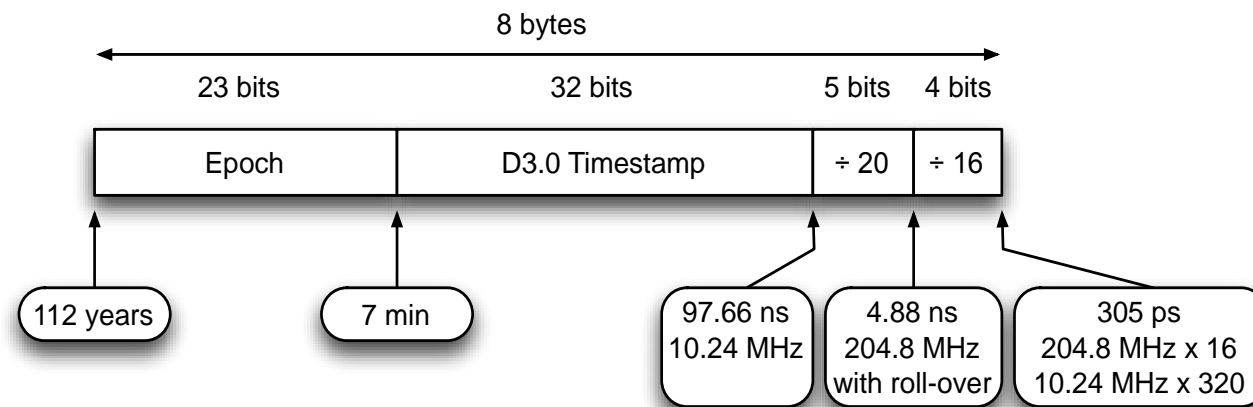 8 bytes
23 bits 32 bits 5 bits 4 bits
Epoch D3.0 Timestamp ÷ 20 ÷ 16
112 years
7 min
97.66 ns
10.24 MHz
4.88 ns
204.8 MHz
with roll-over
305 ps
204.8 MHz x 16
10.24 MHz x 320